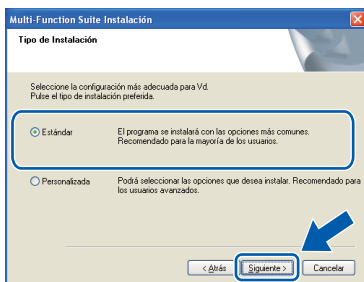 Multi-Function Suite Instalación
Tipo de Instalación
Seleccione la configuración más adecuada para Vd.
Pulse el tipo de instalación preferida.
Estándar
El programa se instalará con las opciones más comunes.
Recomendado para la mayoría de los usuarios.
Personalizada
Podrá seleccionar las opciones que desea instalar. Recomendado para
los usuarios avanzados.
< Atrás
Siguiente >
Cancelar